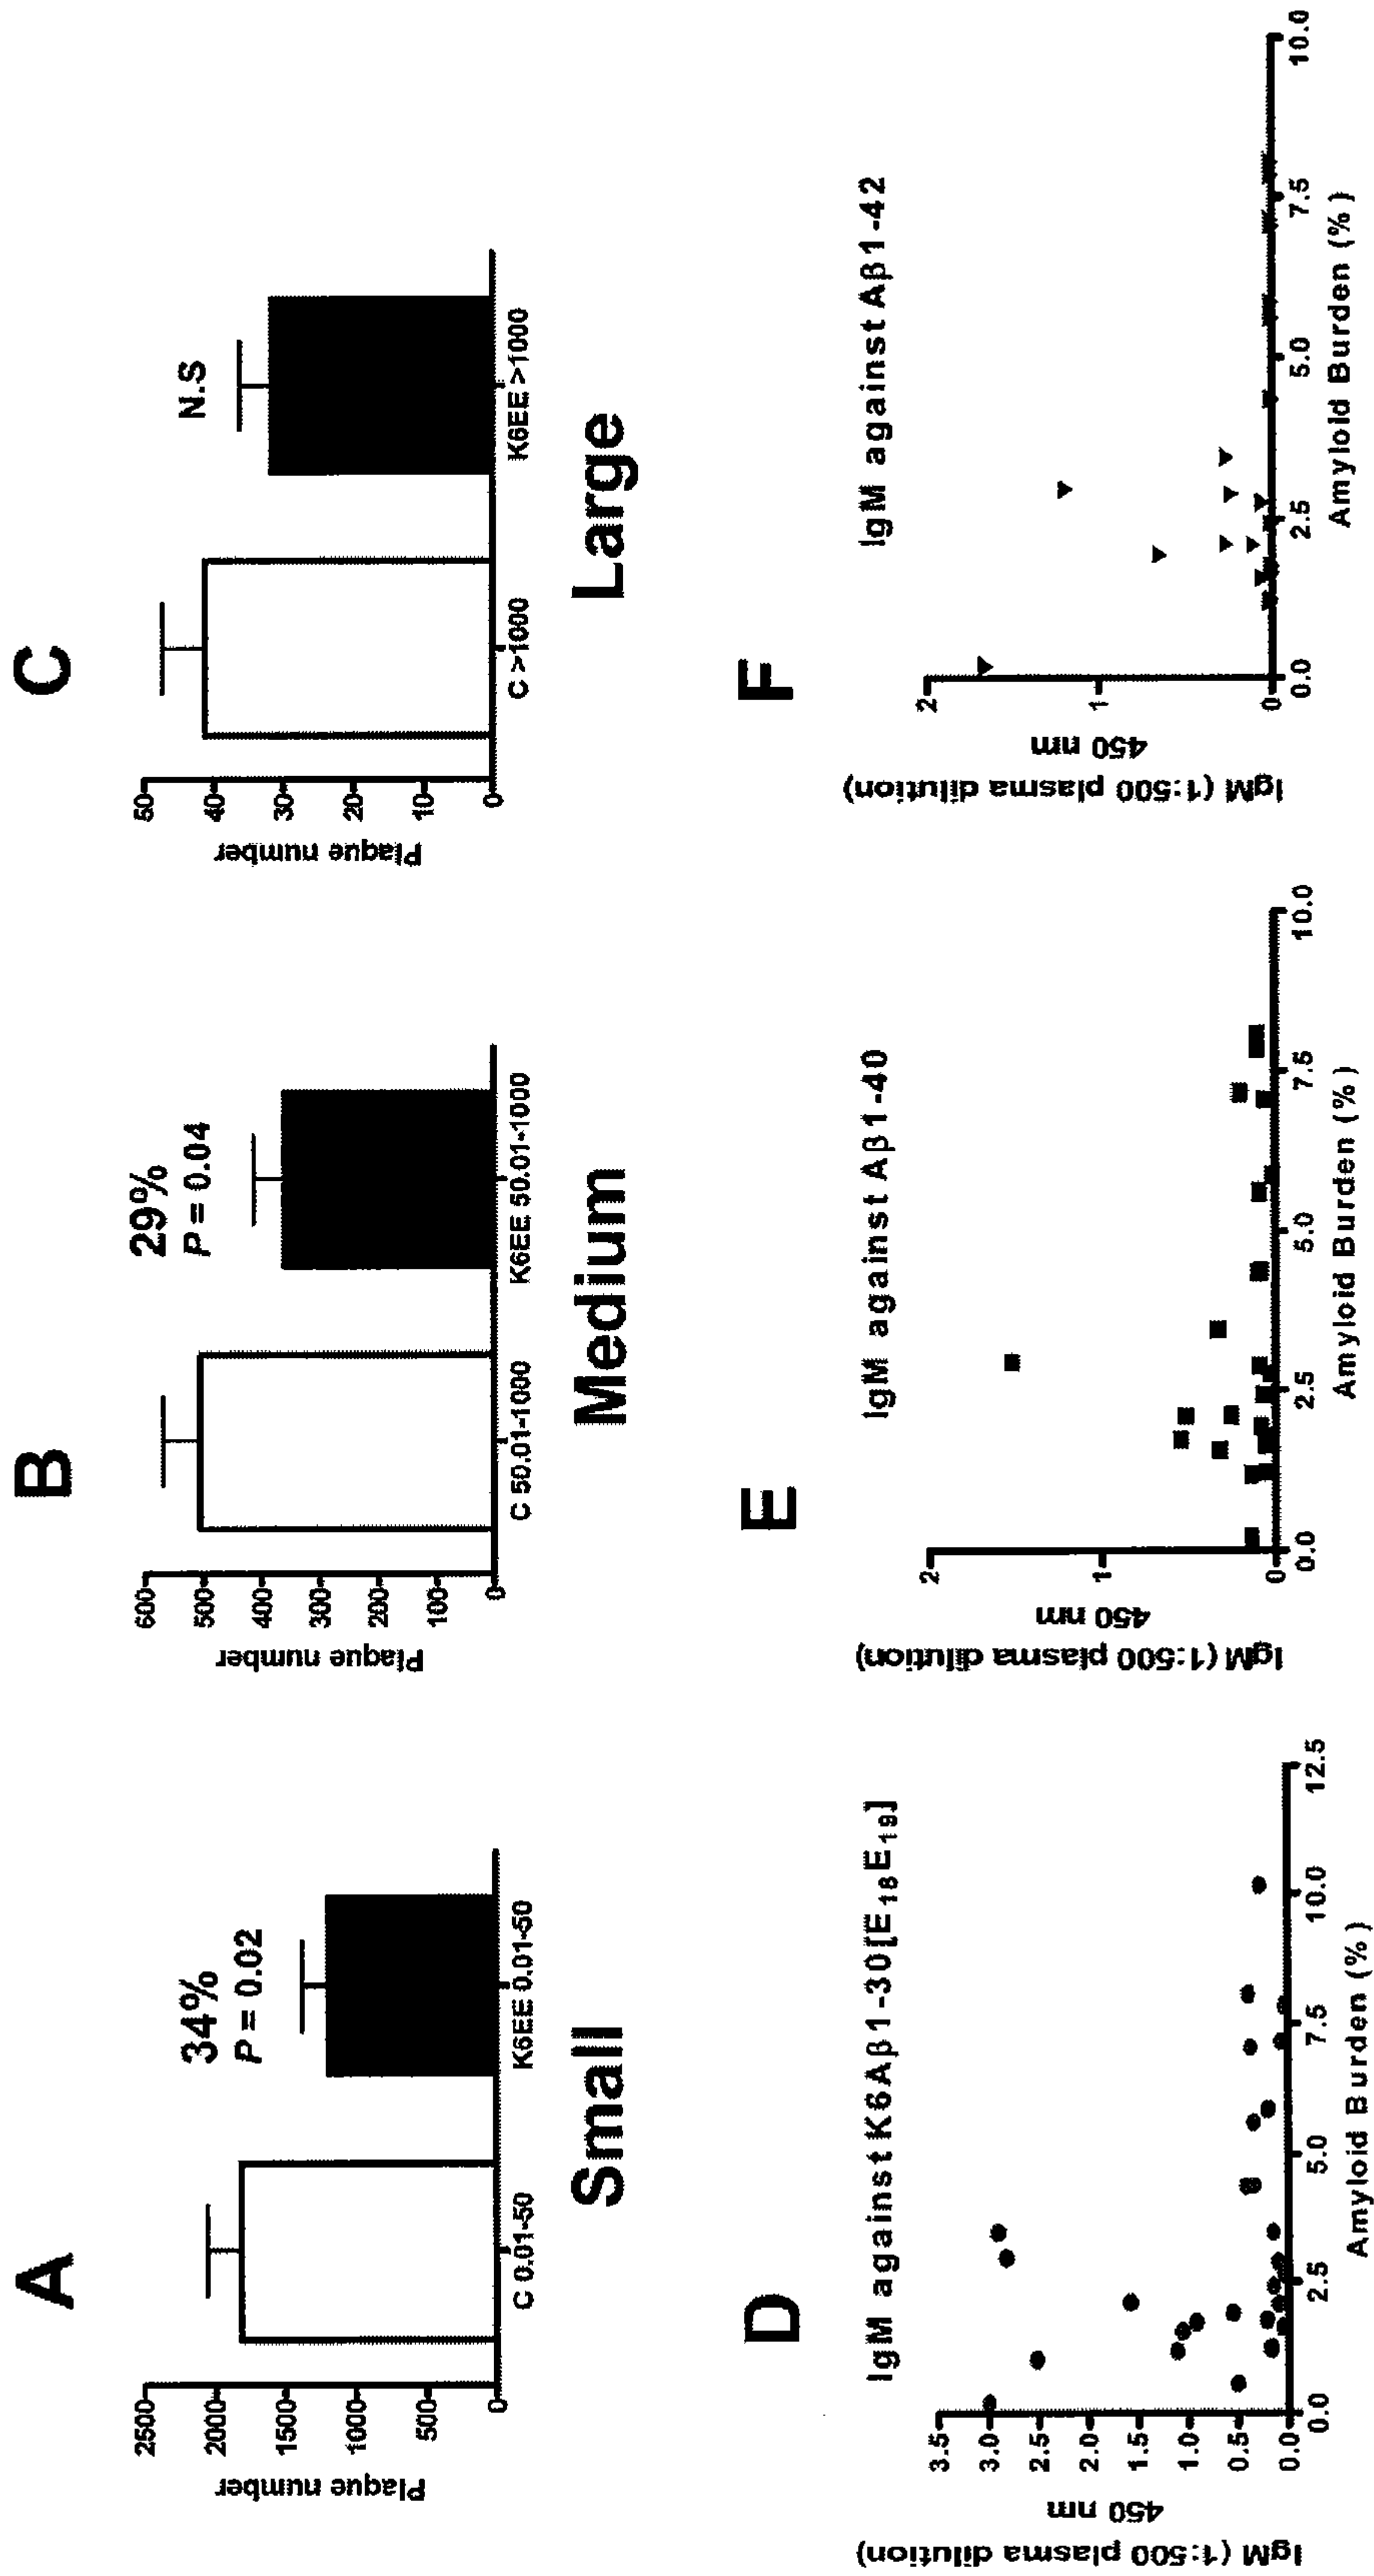 A
34%
P = 0.02
Plaque number
2500
2000
1500
1000
500
0
C 0.01-50
K6EE 0.01-50
Small
B
29%
P = 0.04
Plaque number
600
500
400
300
200
100
0
C 50.01-1000
K6EE 50.01-1000
Medium
C
N.S
Plaque number
50
40
30
20
10
0
C >1000
K6EE >1000
Large
D
IgM against K6Aβ1-30[E18E19]
IgM (1:500 plasma dilution)
450 nm
3.5
3.0
2.5
2.0
1.5
1.0
0.5
0.0
0.0
2.5
5.0
7.5
10.0
12.5
Amyloid Burden (%)
E
IgM against Aβ1-40
IgM (1:500 plasma dilution)
450 nm
2
1
0
0.0
2.5
5.0
7.5
10.0
Amyloid Burden (%)
F
IgM against Aβ1-42
IgM (1:500 plasma dilution)
450 nm
2
1
0
0.0
2.5
5.0
7.5
10.0
Amyloid Burden (%)